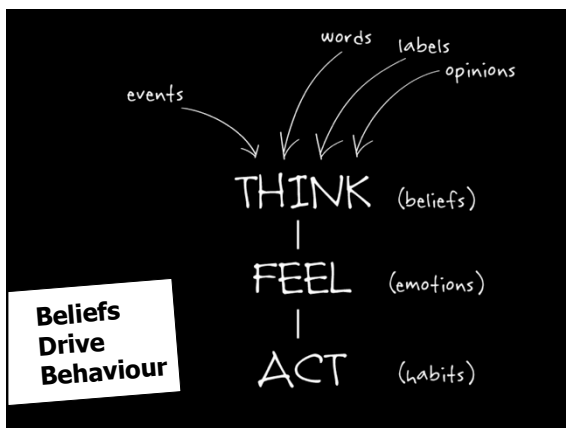 words
labels
opinions
events
THINK (beliefs)
FEEL (emotions)
ACT (habits)
Beliefs
Drive
Behaviour